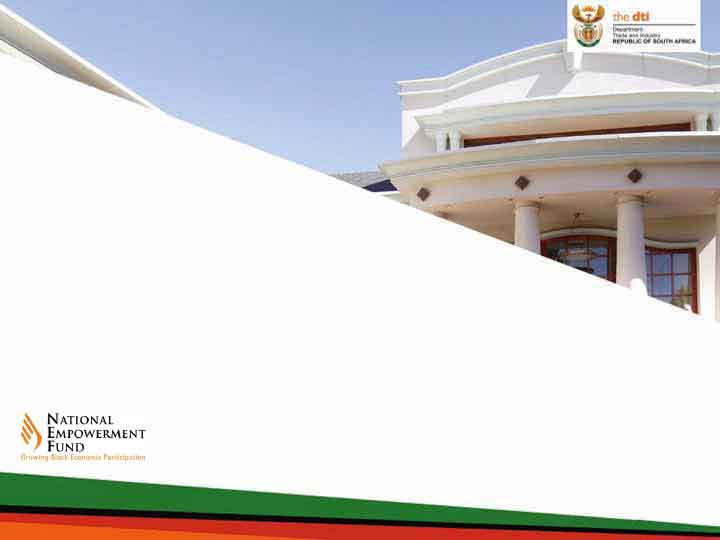 the dti
Department
Trade and Industry
REPUBLIC OF SOUTH AFRICA
NATIONAL
EMPOWERMENT
FUND
Growing Black Economic Participation